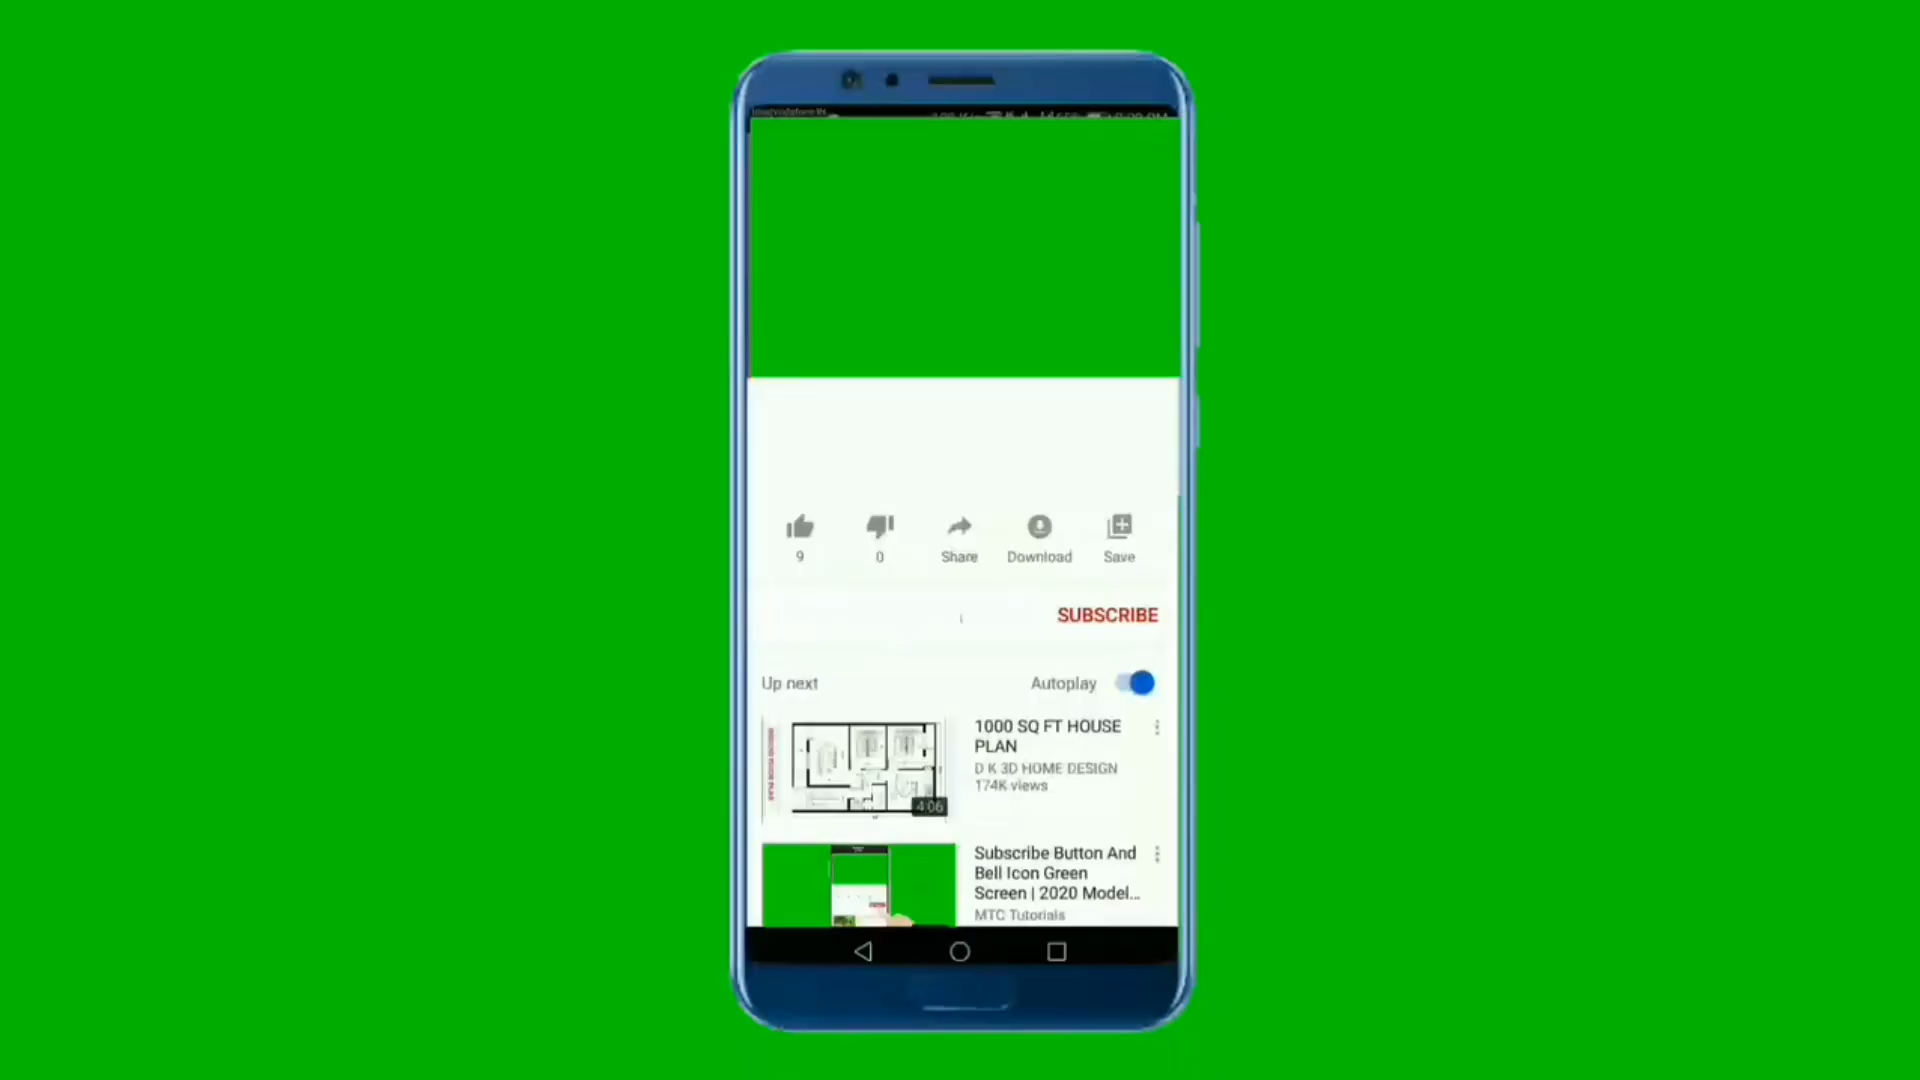 9
0
Share
Download
Save
SUBSCRIBE
Up next
Autoplay
1000 SQ FT HOUSE
PLAN
D K 3D HOME DESIGN
174K views
4:06
Subscribe Button And
Bell Icon Green
Screen | 2020 Model...
MTC Tutorials